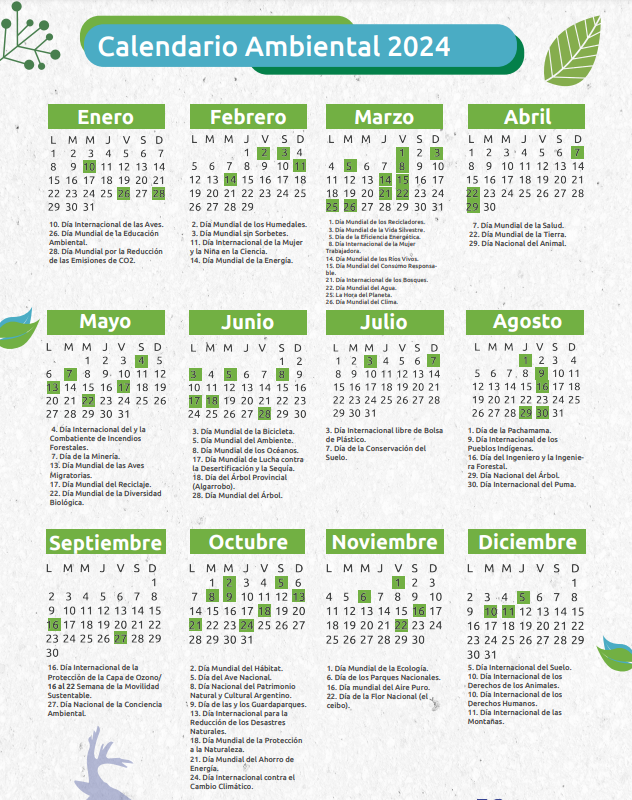 Calendario Ambiental 2024
Enero
L M M J V S D
1 2 3 4 5 6 7
8 9 10 11 12 13 14
15 16 17 18 19 20 21
22 23 24 25 26 27 28
29 30 31
10. Día Internacional de las Aves.
26. Día Mundial de la Educación
Ambiental.
28. Día Mundial por la Reducción
de las Emisiones de CO2.
Febrero
L M M J V S D
1 2 3 4
5 6 7 8 9 10 11
12 13 14 15 16 17 18
19 20 21 22 23 24 25
26 27 28 29
2. Día Mundial de los Humedales.
3. Día Mundial sin Sorbetes.
11. Día Internacional de la Mujer
y la Niña en la Ciencia.
14. Día Mundial de la Energía.
Marzo
L M M J V S D
1 2 3
4 5 6 7 8 9 10
11 12 13 14 15 16 17
18 19 20 21 22 23 24
25 26 27 28 29 30 31
1. Día Mundial de los Recicladores.
3. Día Mundial de la Vida Silvestre.
5. Día de la Eficiencia Energética.
8. Día Internacional de la Mujer
Trabajadora.
14. Día Mundial de los Ríos Vivos.
15. Día Mundial del Consumo Responsa-
ble.
21. Día Internacional de los Bosques.
22. Día Mundial del Agua.
25. La Hora del Planeta.
26. Día Mundial del Clima.
Abril
L M M J V S D
1 2 3 4 5 6 7
8 9 10 11 12 13 14
15 16 17 18 19 20 21
22 23 24 25 26 27 28
29 30
7. Día Mundial de la Salud.
22. Día Mundial de la Tierra.
29. Día Nacional del Animal.
Mayo
L M M J V S D
1 2 3 4 5
6 7 8 9 10 11 12
13 14 15 16 17 18 19
20 21 22 23 24 25 26
27 28 29 30 31
4. Día Internacional del y la
Combatiente de Incendios
Forestales.
7. Día de la Minería.
13. Día Mundial de las Aves
Migratorias.
17. Día Mundial del Reciclaje.
22. Día Mundial de la Diversidad
Biológica.
Junio
L M M J V S D
1 2
3 4 5 6 7 8 9
10 11 12 13 14 15 16
17 18 19 20 21 22 23
24 25 26 27 28 29 30
3. Día Mundial de la Bicicleta.
5. Día Mundial del Ambiente.
8. Día Mundial de los Océanos.
17. Día Mundial de Lucha contra
la Desertificación y la Sequía.
18. Día del Árbol Provincial
(Algarrobo).
28. Día Mundial del Árbol.
Julio
L M M J V S D
1 2 3 4 5 6 7
8 9 10 11 12 13 14
15 16 17 18 19 20 21
22 23 24 25 26 27 28
29 30 31
3. Día Internacional libre de Bolsa
de Plástico.
7. Día de la Conservación del
Suelo.
Agosto
L M M J V S D
1 2 3 4
5 6 7 8 9 10 11
12 13 14 15 16 17 18
19 20 21 22 23 24 25
26 27 28 29 30 31
1. Día de la Pachamama.
9. Día Internacional de los
Pueblos Indígenas.
16. Día del Ingeniero y la Ingenie-
ra Forestal.
29. Día Nacional del Árbol.
30. Día Internacional del Puma.
Septiembre
L M M J V S D
1
2 3 4 5 6 7 8
9 10 11 12 13 14 15
16 17 18 19 20 21 22
23 24 25 26 27 28 29
30
16. Día Internacional de la
Protección de la Capa de Ozono/
16 al 22 Semana de la Movilidad
Sustentable.
27. Día Nacional de la Conciencia
Ambiental.
Octubre
L M M J V S D
1 2 3 4 5 6
7 8 9 10 11 12 13
14 15 16 17 18 19 20
21 22 23 24 25 26 27
28 29 30 31
2. Día Mundial del Hábitat.
5. Día del Ave Nacional.
8. Día Nacional del Patrimonio
Natural y Cultural Argentino.
9. Día de las y los Guardaparques.
13. Día Internacional para la
Reducción de los Desastres
Naturales.
18. Día Mundial de la Protección
a la Naturaleza.
21. Día Mundial del Ahorro de
Energía.
24. Día Internacional contra el
Cambio Climático.
Noviembre
L M M J V S D
1 2 3
4 5 6 7 8 9 10
11 12 13 14 15 16 17
18 19 20 21 22 23 24
25 26 27 28 29 30
1. Día Mundial de la Ecología.
6. Día de los Parques Nacionales.
16. Día mundial del Aire Puro.
22. Día de la Flor Nacional (el
ceibo).
Diciembre
L M M J V S D
1
2 3 4 5 6 7 8
9 10 11 12 13 14 15
16 17 18 19 20 21 22
23 24 25 26 27 28 29
30 31
5. Día Internacional del Suelo.
10. Día Internacional de los
Derechos de los Animales.
10. Día Internacional de los
Derechos Humanos.
11. Día Internacional de las
Montañas.